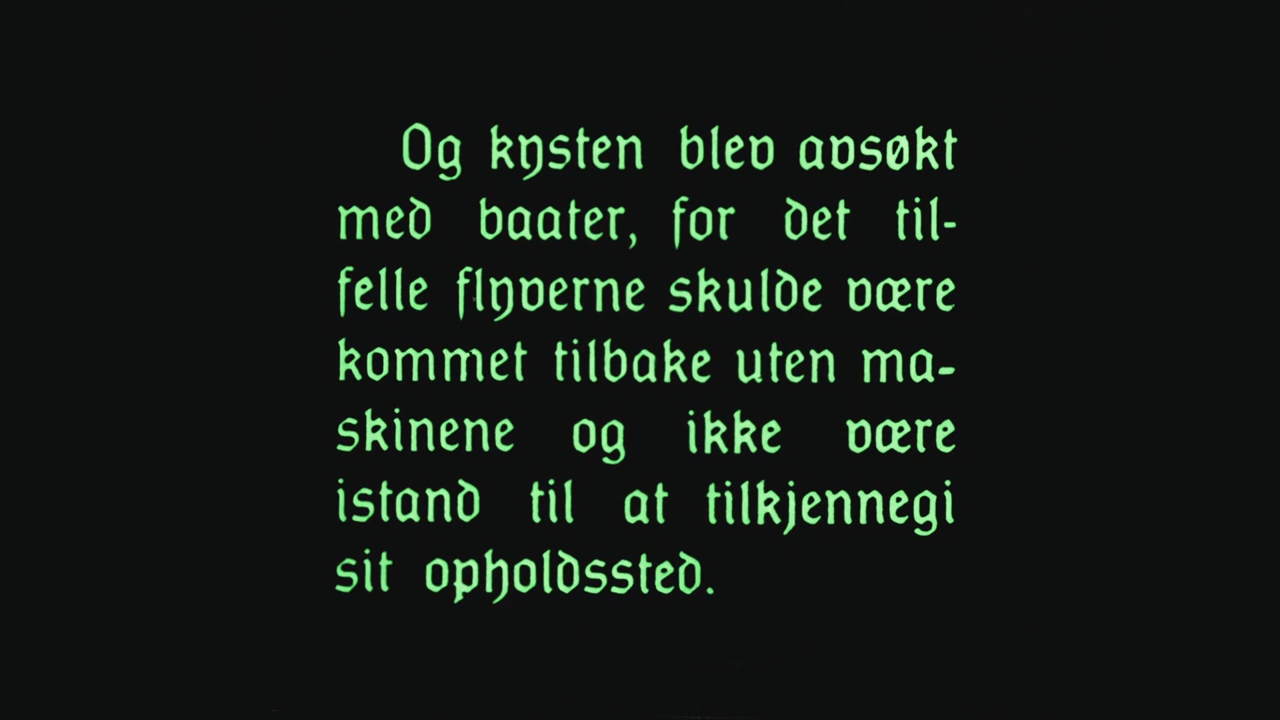 Og kysten blev avsøkt
med baater, for det til-
felle flyverne skulde være
kommet tilbake uten ma-
skinene og ikke være
istand til at tilkjennegi
sit opholdssted.